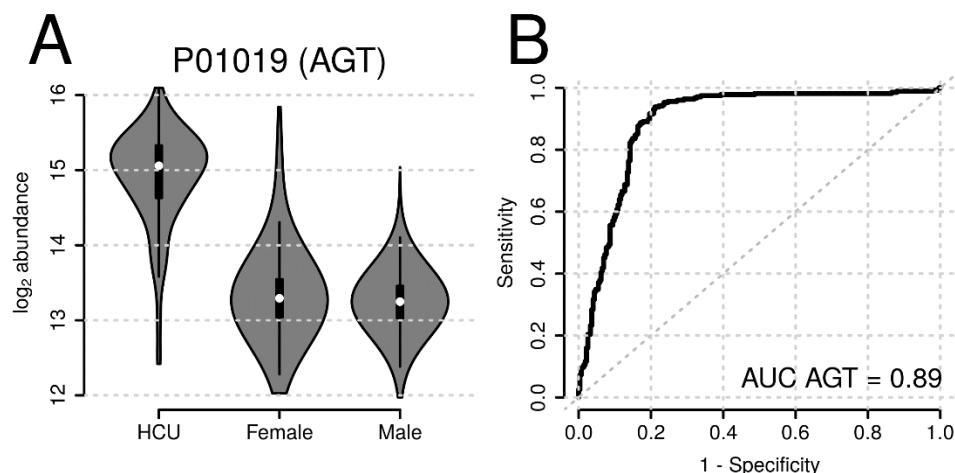 A
P01019 (AGT)
log₂ abundance
16
15
14
13
12
HCU Female Male
B
Sensitivity
1.0
0.8
0.6
0.4
0.2
0.0
AUC AGT = 0.89
0.0 0.2 0.4 0.6 0.8 1.0
1 - Specificity